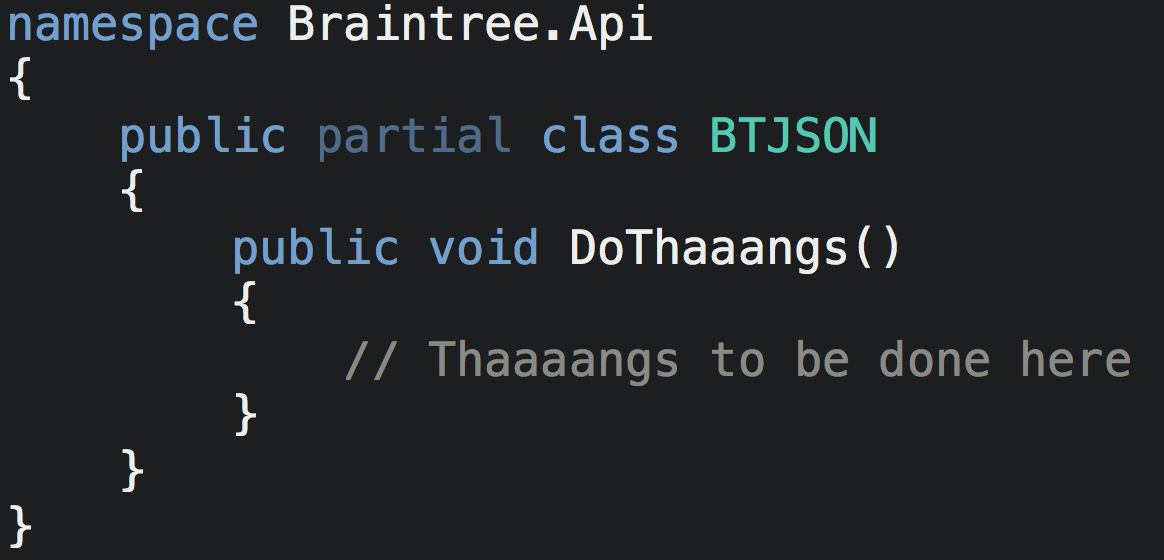 namespace Braintree.Api
{
    public partial class BTJSON
    {
        public void DoThaaangs()
        {
            // Thaaaangs to be done here
        }
    }
}